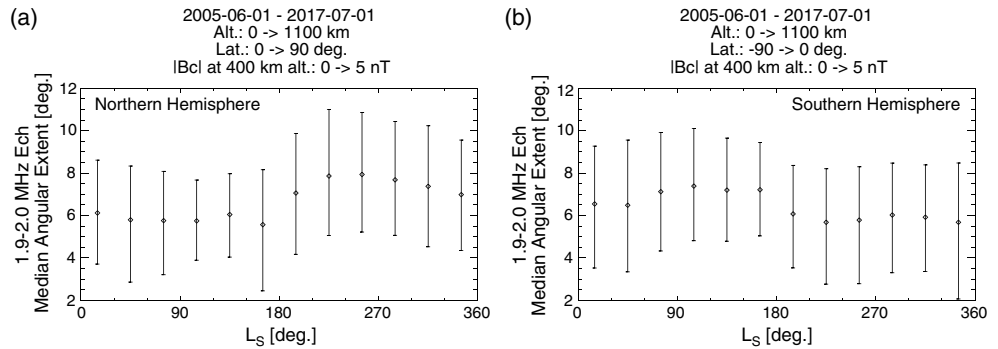 (a)
2005-06-01 - 2017-07-01
Alt.: 0 -> 1100 km
Lat.: 0 -> 90 deg.
|Bc| at 400 km alt.: 0 -> 5 nT
Northern Hemisphere
1.9-2.0 MHz Ech
Median Angular Extent [deg.]
12
10
8
6
4
2
0
90
180
270
360
L_S [deg.]
(b)
2005-06-01 - 2017-07-01
Alt.: 0 -> 1100 km
Lat.: -90 -> 0 deg.
|Bc| at 400 km alt.: 0 -> 5 nT
Southern Hemisphere
1.9-2.0 MHz Ech
Median Angular Extent [deg.]
12
10
8
6
4
2
0
90
180
270
360
L_S [deg.]